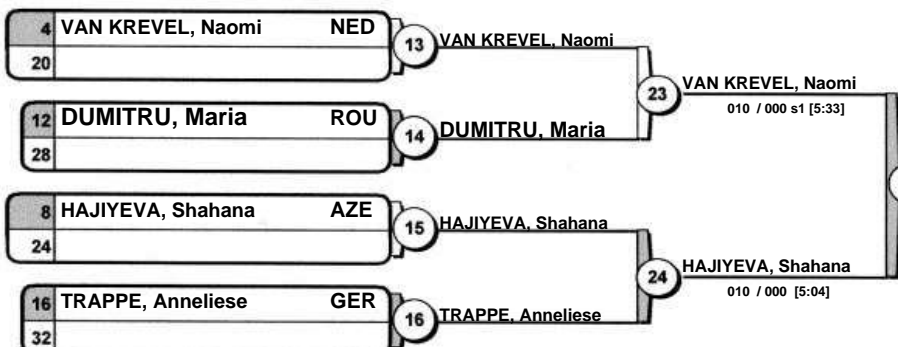 4 VAN KREVEL, Naomi NED
20
13 VAN KREVEL, Naomi
12 DUMITRU, Maria ROU
28
14 DUMITRU, Maria
23 VAN KREVEL, Naomi
010 / 000 s1 [5:33]
8 HAJIYEVA, Shahana AZE
24
15 HAJIYEVA, Shahana
16 TRAPPE, Anneliese GER
32
16 TRAPPE, Anneliese
24 HAJIYEVA, Shahana
010 / 000 [5:04]